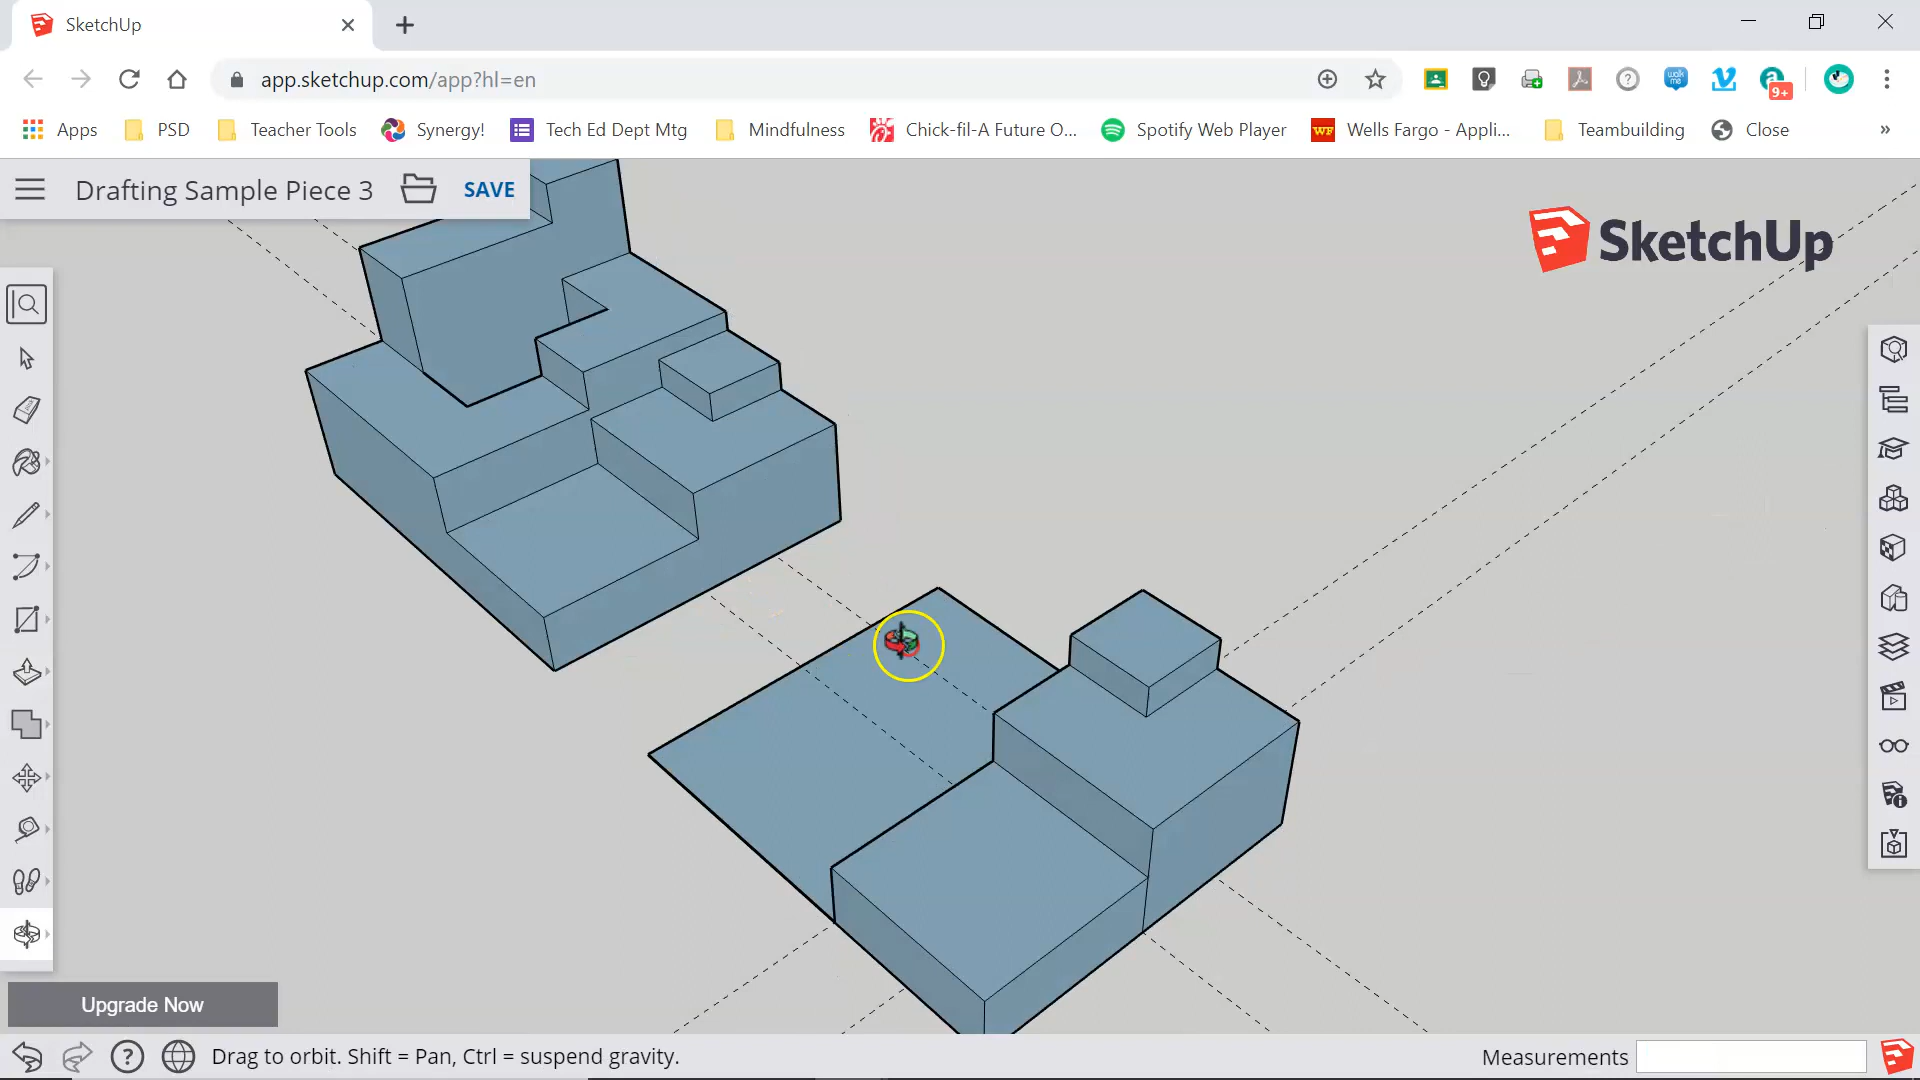 SketchUp
app.sketchup.com/app?hl=en
9+
Apps PSD Teacher Tools Synergy! Tech Ed Dept Mtg Mindfulness Chick-fil-A Future O... Spotify Web Player WF Wells Fargo - Appli... Teambuilding Close »
Drafting Sample Piece 3 SAVE
SketchUp
Upgrade Now
Drag to orbit. Shift = Pan, Ctrl = suspend gravity.
Measurements